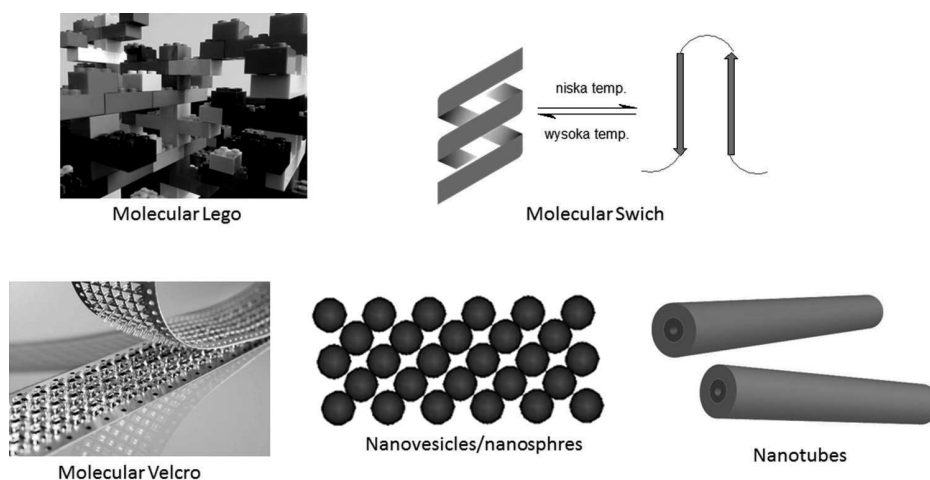 niska temp.
wysoka temp.
Molecular Lego
Molecular Swich
Nanovesicles/nanosphres
Nanotubes
Molecular Velcro